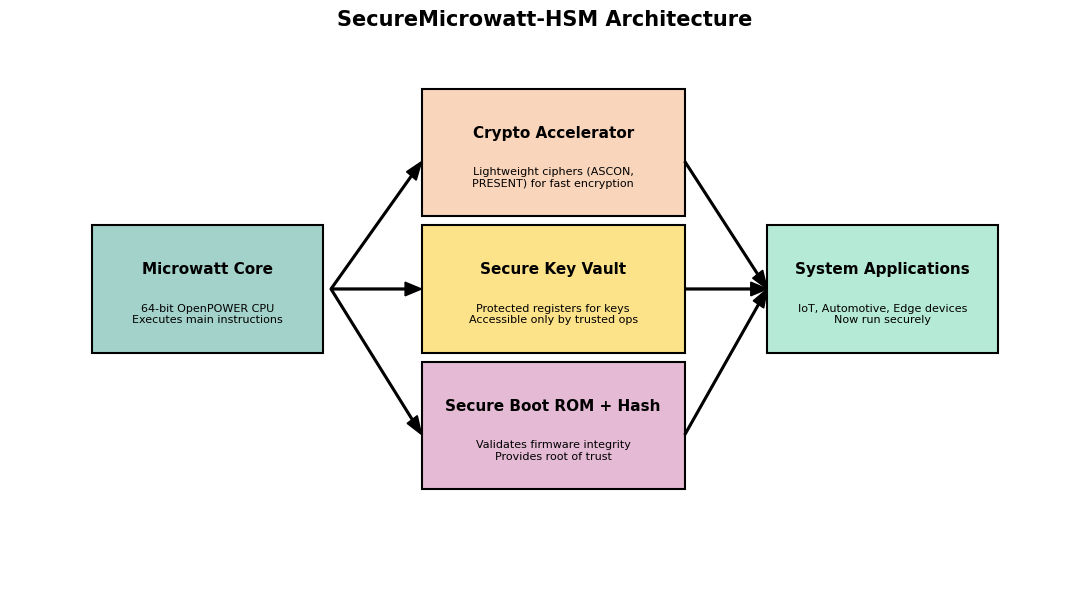 SecureMicrowatt-HSM Architecture
Crypto Accelerator
Lightweight ciphers (ASCON,
PRESENT) for fast encryption
Microwatt Core
64-bit OpenPOWER CPU
Executes main instructions
Secure Key Vault
Protected registers for keys
Accessible only by trusted ops
System Applications
IoT, Automotive, Edge devices
Now run securely
Secure Boot ROM + Hash
Validates firmware integrity
Provides root of trust